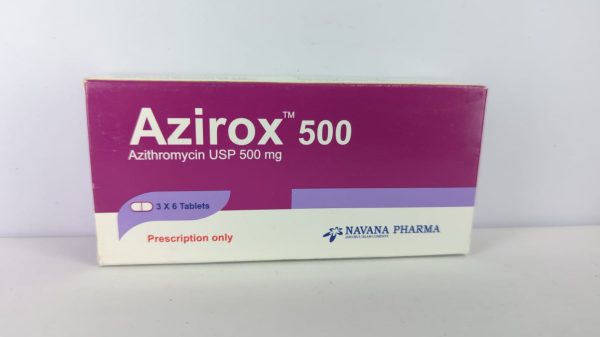 Azirox™ 500
Azithromycin USP 500 mg
3 X 6 Tablets
Prescription only
NAVANA PHARMA